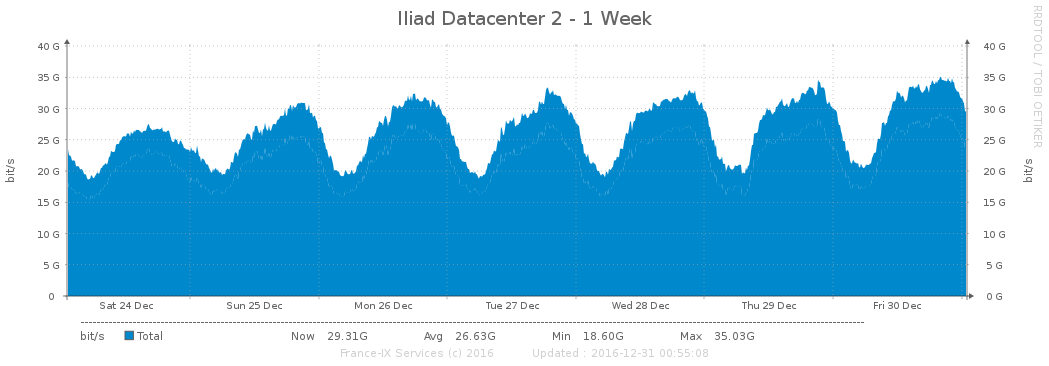 Iliad Datacenter 2 - 1 Week
RRDTOOL / TOBI OETIKER
40 G 40 G
35 G 35 G
30 G 30 G
25 G 25 G
20 G 20 G
15 G 15 G
10 G 10 G
5 G 5 G
0 0 G
bit/s
bit/s
Sat 24 Dec Sun 25 Dec Mon 26 Dec Tue 27 Dec Wed 28 Dec Thu 29 Dec Fri 30 Dec
bit/s Total Now 29.31G Avg 26.63G Min 18.60G Max 35.03G
France-IX Services (c) 2016 Updated : 2016-12-31 00:55:08